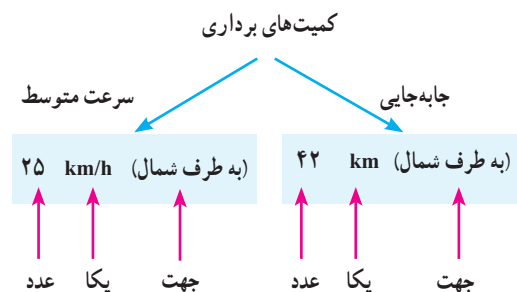 کمیت‌های برداری
جابه‌جایی
سرعت متوسط
۴۲ km (به طرف شمال)
۲۵ km/h (به طرف شمال)
عدد یکا جهت
عدد یکا جهت